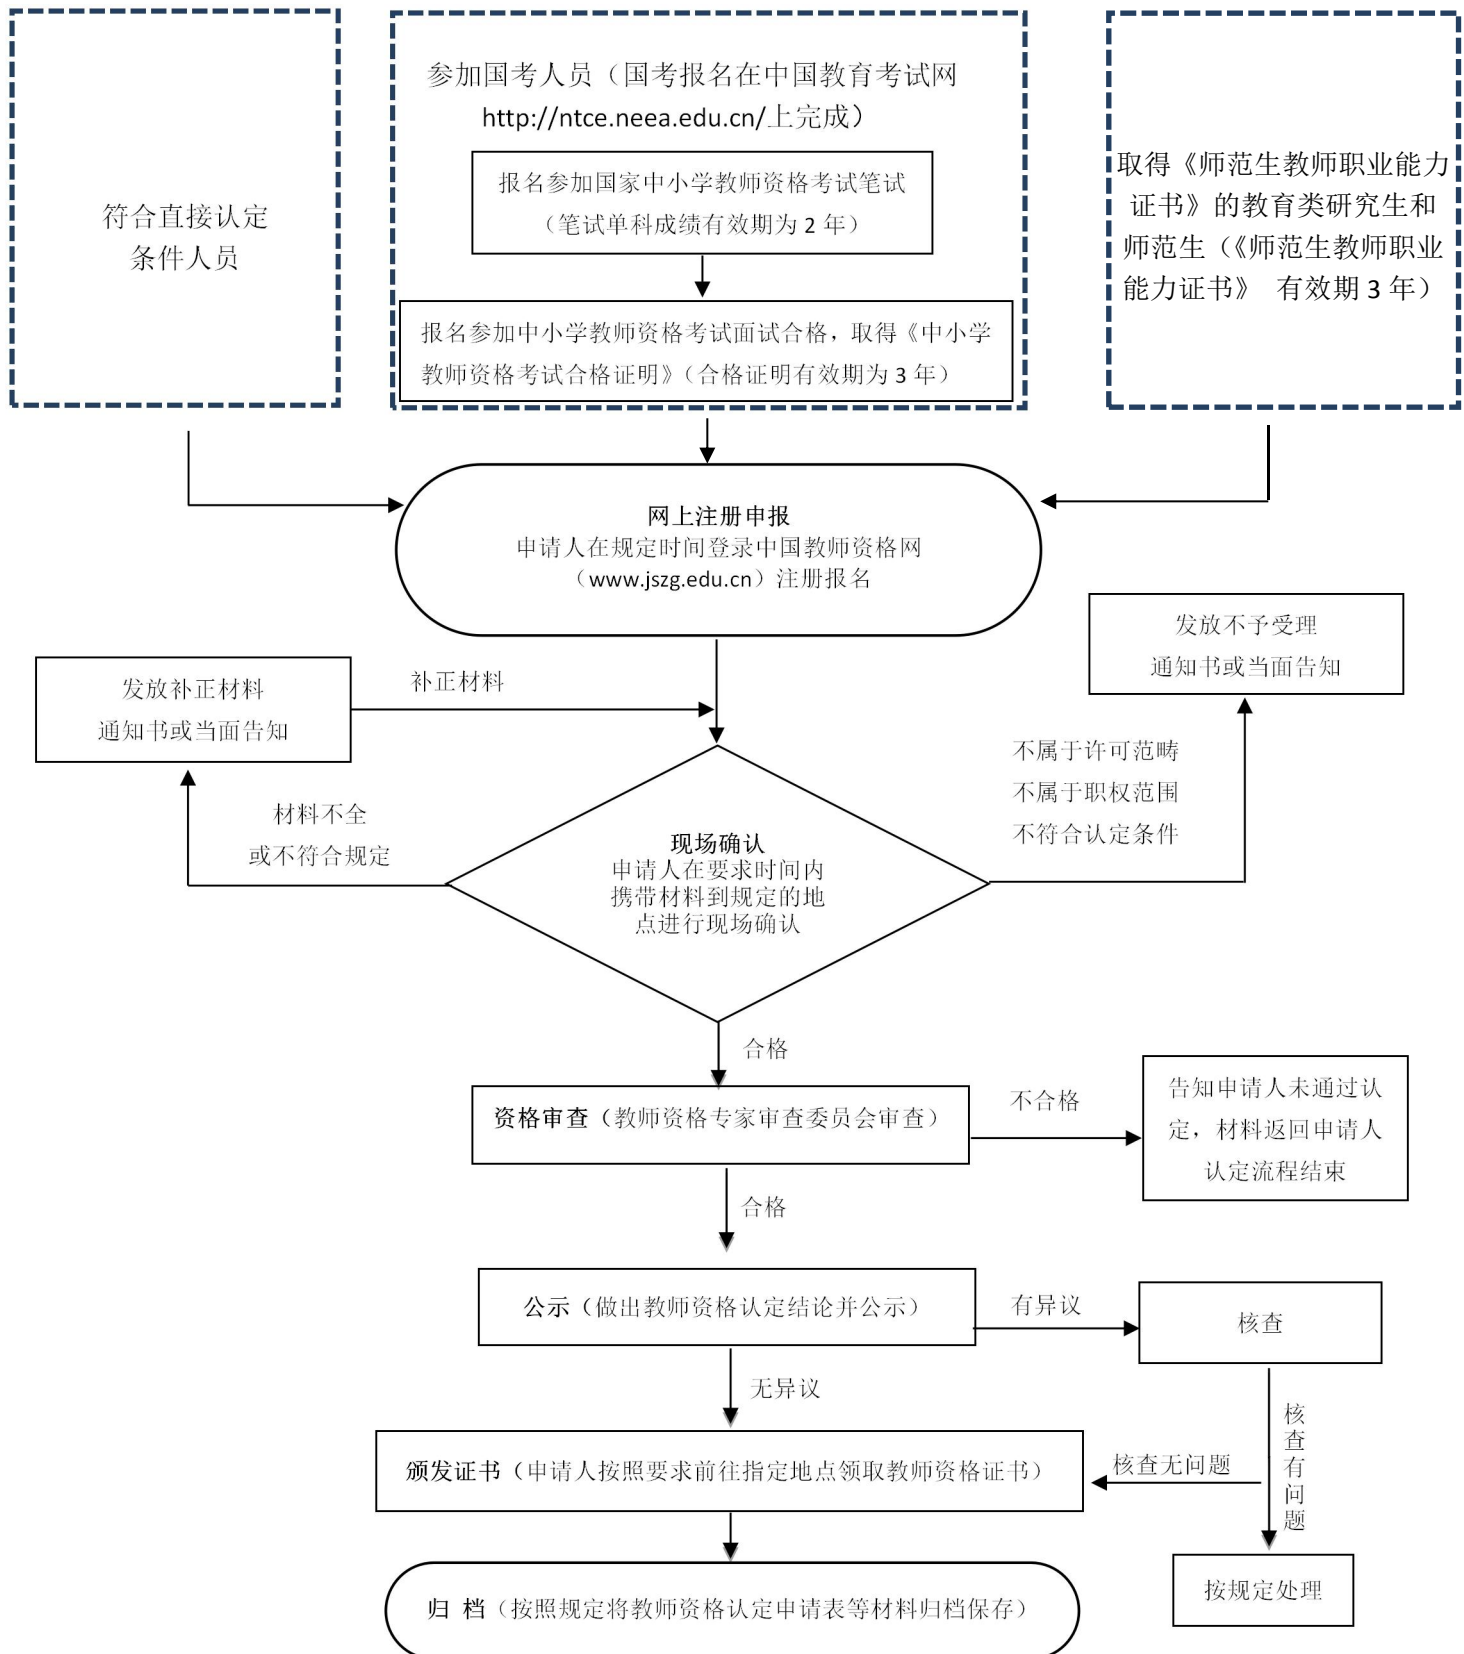 符合直接认定
条件人员
参加国考人员（国考报名在中国教育考试网
http://ntce.neea.edu.cn/上完成）
报名参加国家中小学教师资格考试笔试
（笔试单科成绩有效期为 2 年）
报名参加中小学教师资格考试面试合格，取得《中小学
教师资格考试合格证明》（合格证明有效期为 3 年）
取得《师范生教师职业能力
证书》的教育类研究生和
师范生（《师范生教师职业
能力证书》 有效期 3 年）
网上注册申报
申请人在规定时间登录中国教师资格网
（www.jszg.edu.cn）注册报名
发放不予受理
通知书或当面告知
发放补正材料
通知书或当面告知
补正材料
不属于许可范畴
不属于职权范围
不符合认定条件
材料不全
或不符合规定
现场确认
申请人在要求时间内
携带材料到规定的地
点进行现场确认
合格
资格审查（教师资格专家审查委员会审查）
不合格
告知申请人未通过认
定，材料返回申请人
认定流程结束
合格
公示（做出教师资格认定结论并公示）
有异议
核查
无异议
核查有问题
颁发证书（申请人按照要求前往指定地点领取教师资格证书）
核查无问题
按规定处理
归 档（按照规定将教师资格认定申请表等材料归档保存）